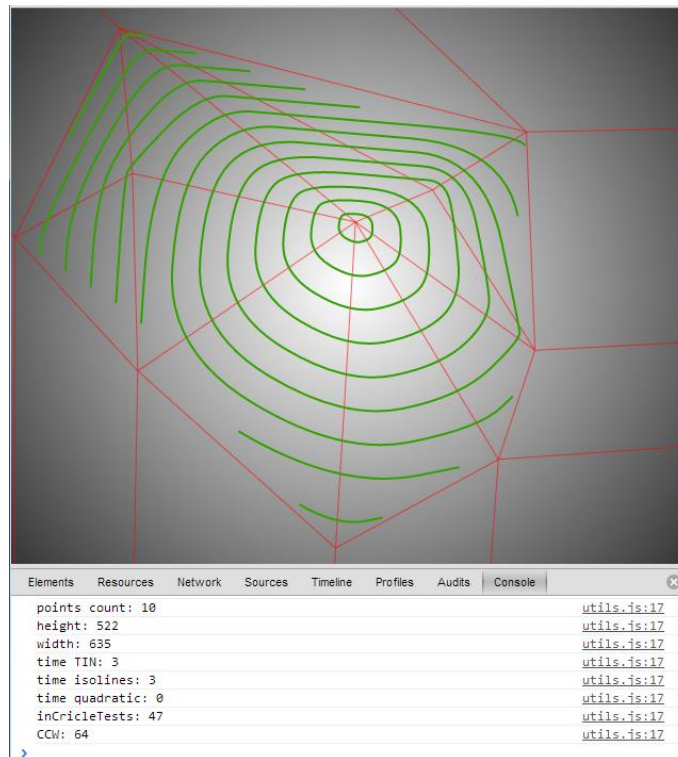 Elements Resources Network Sources Timeline Profiles Audits Console
points count: 10 utils.js:17
height: 522 utils.js:17
width: 635 utils.js:17
time TIN: 3 utils.js:17
time isolines: 3 utils.js:17
time quadratic: 0 utils.js:17
inCricleTests: 47 utils.js:17
CCW: 64 utils.js:17